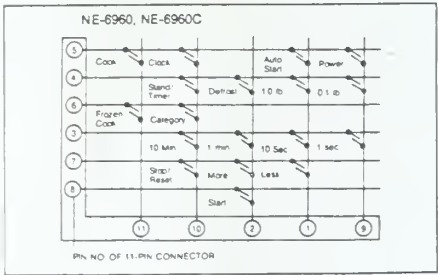 NE-6960, NE-6960C
5
Cook Clock Auto Start Power
4
Stand/Timer Defrost 1.0 lb 0.1 lb
6
Frozen Cook Category
3
10 Min 1 min 10 Sec 1 sec
7
Stop/Reset More Less
8
Start
11 10 2 1 9
PIN NO OF 11-PIN CONNECTOR